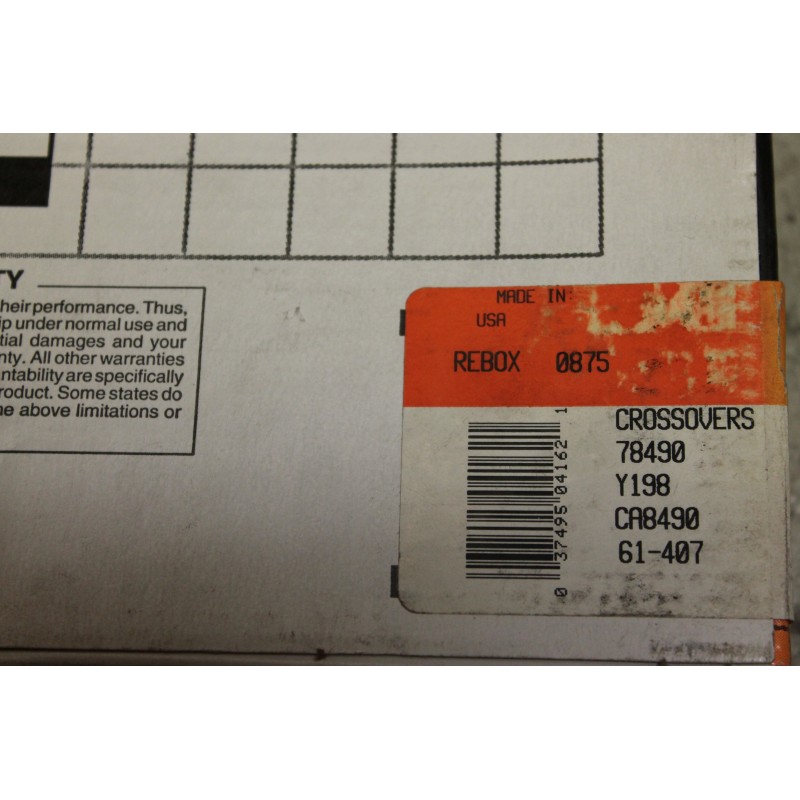 TY
heir performance. Thus,
ip under normal use and
tial damages and your
nty. All other warranties
ntability are specifically
roduct. Some states do
ne above limitations or
MADE IN:
USA
REBOX 0875
CROSSOVERS
78490
Y198
CA8490
61-407
0 37495 04162 1